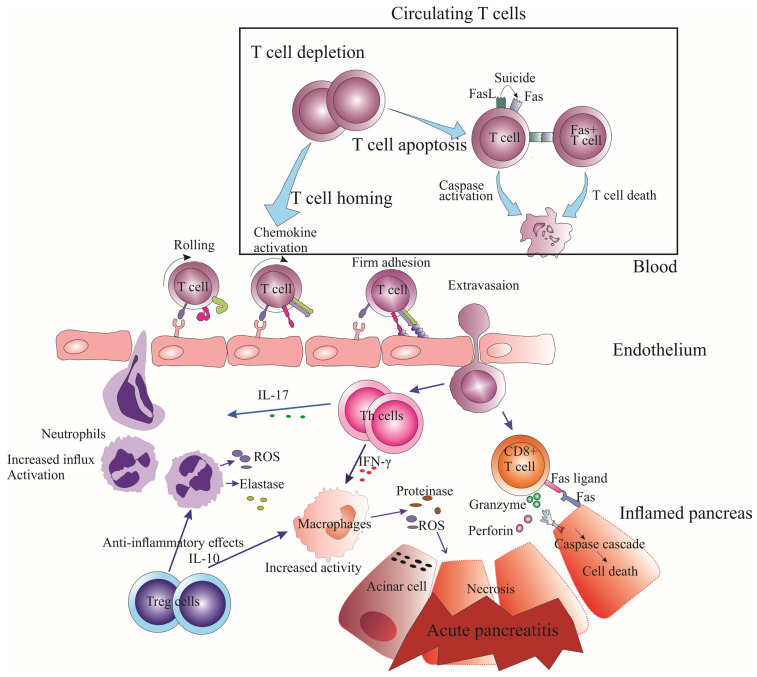 Circulating T cells
T cell depletion
Suicide
FasL
Fas
T cell
Fas+
T cell
T cell apoptosis
Caspase
activation
T cell death
T cell homing
Chemokine
activation
Blood
Rolling
T cell
T cell
Firm adhesion
T cell
Extravasaion
Endothelium
IL-17
Th cells
Neutrophils
Increased influx
Activation
ROS
Elastase
IFN-γ
CD8+
T cell
Fas ligand
Fas
Granzyme
Perforin
Inflamed pancreas
Caspase cascade
Cell death
Proteinase
ROS
Macrophages
Increased activity
Anti-inflammatory effects
IL-10
Treg cells
Acinar cell
Necrosis
Acute pancreatitis